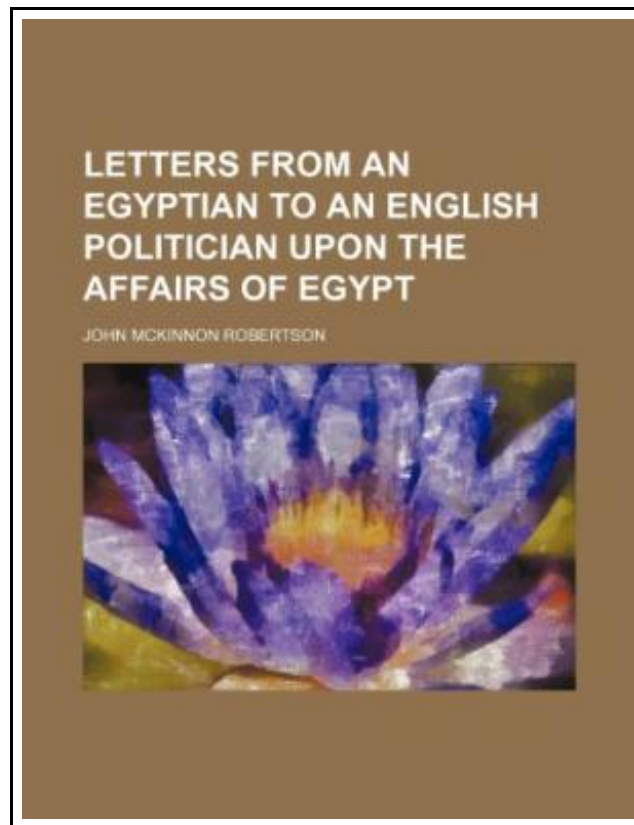 LETTERS FROM AN
EGYPTIAN TO AN ENGLISH
POLITICIAN UPON THE
AFFAIRS OF EGYPT
JOHN MCKINNON ROBERTSON